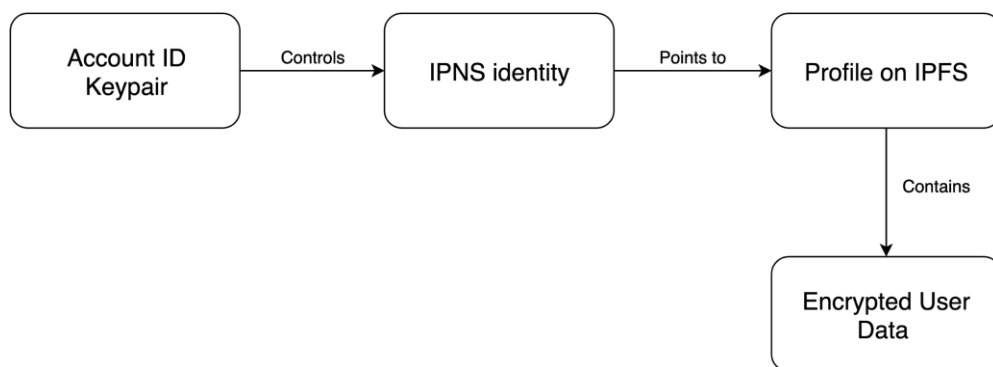 Account ID
Keypair
Controls
IPNS identity
Points to
Profile on IPFS
Contains
Encrypted User
Data